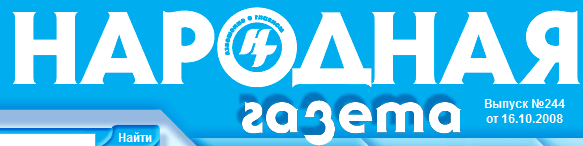 НАРОДНАЯ
газета
Выпуск №244
от 16.10.2008
Найти